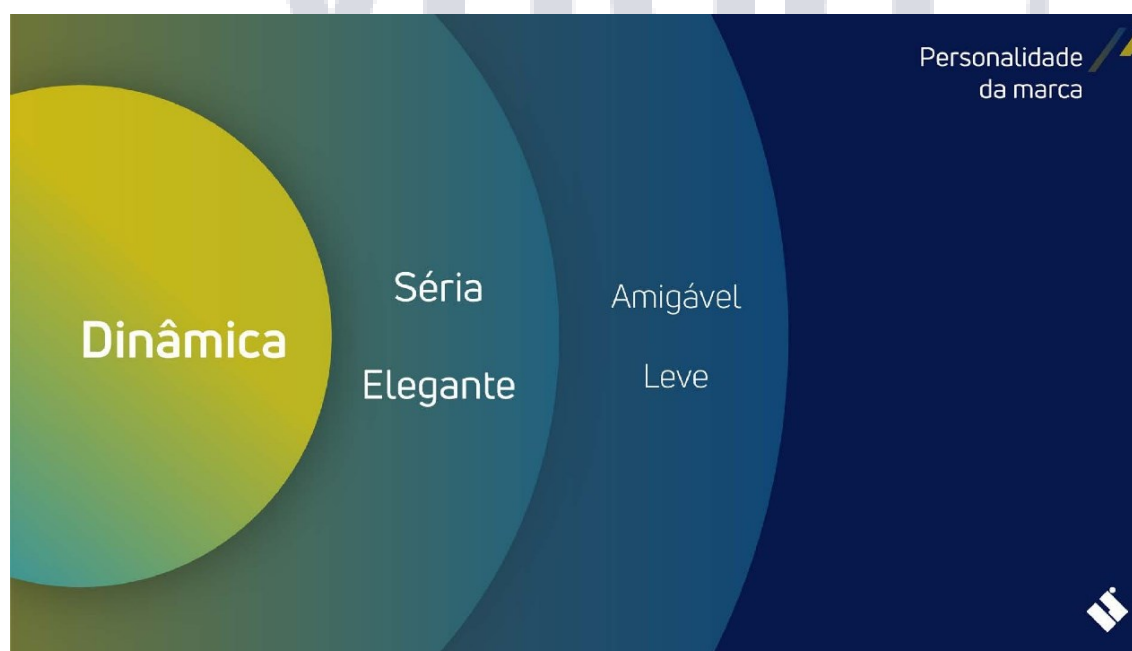 Personalidade
da marca
Dinâmica
Séria
Elegante
Amigável
Leve